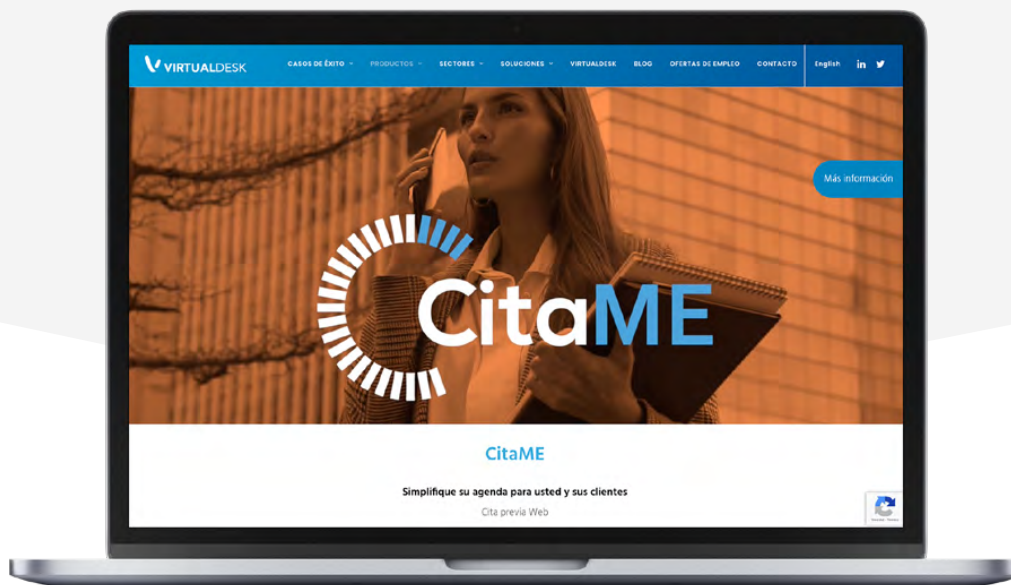 VIRTUALDESK
CASOS DE ÉXITO PRODUCTOS SECTORES SOLUCIONES VIRTUALDESK BLOG OFERTAS DE EMPLEO CONTACTO English in
Más información
CitaME
CitaME
Simplifique su agenda para usted y sus clientes
Cita previa Web